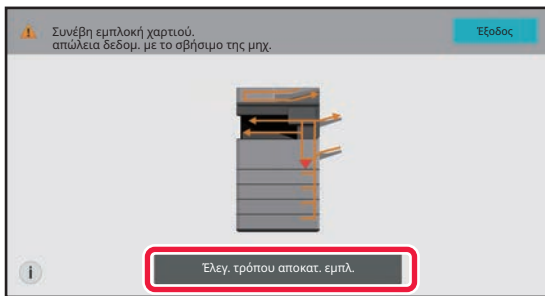 Συνέβη εμπλοκή χαρτιού.
απώλεια δεδομ. με το σβήσιμο της μηχ.
Έξοδος
Έλεγ. τρόπου αποκατ. εμπλ.
i